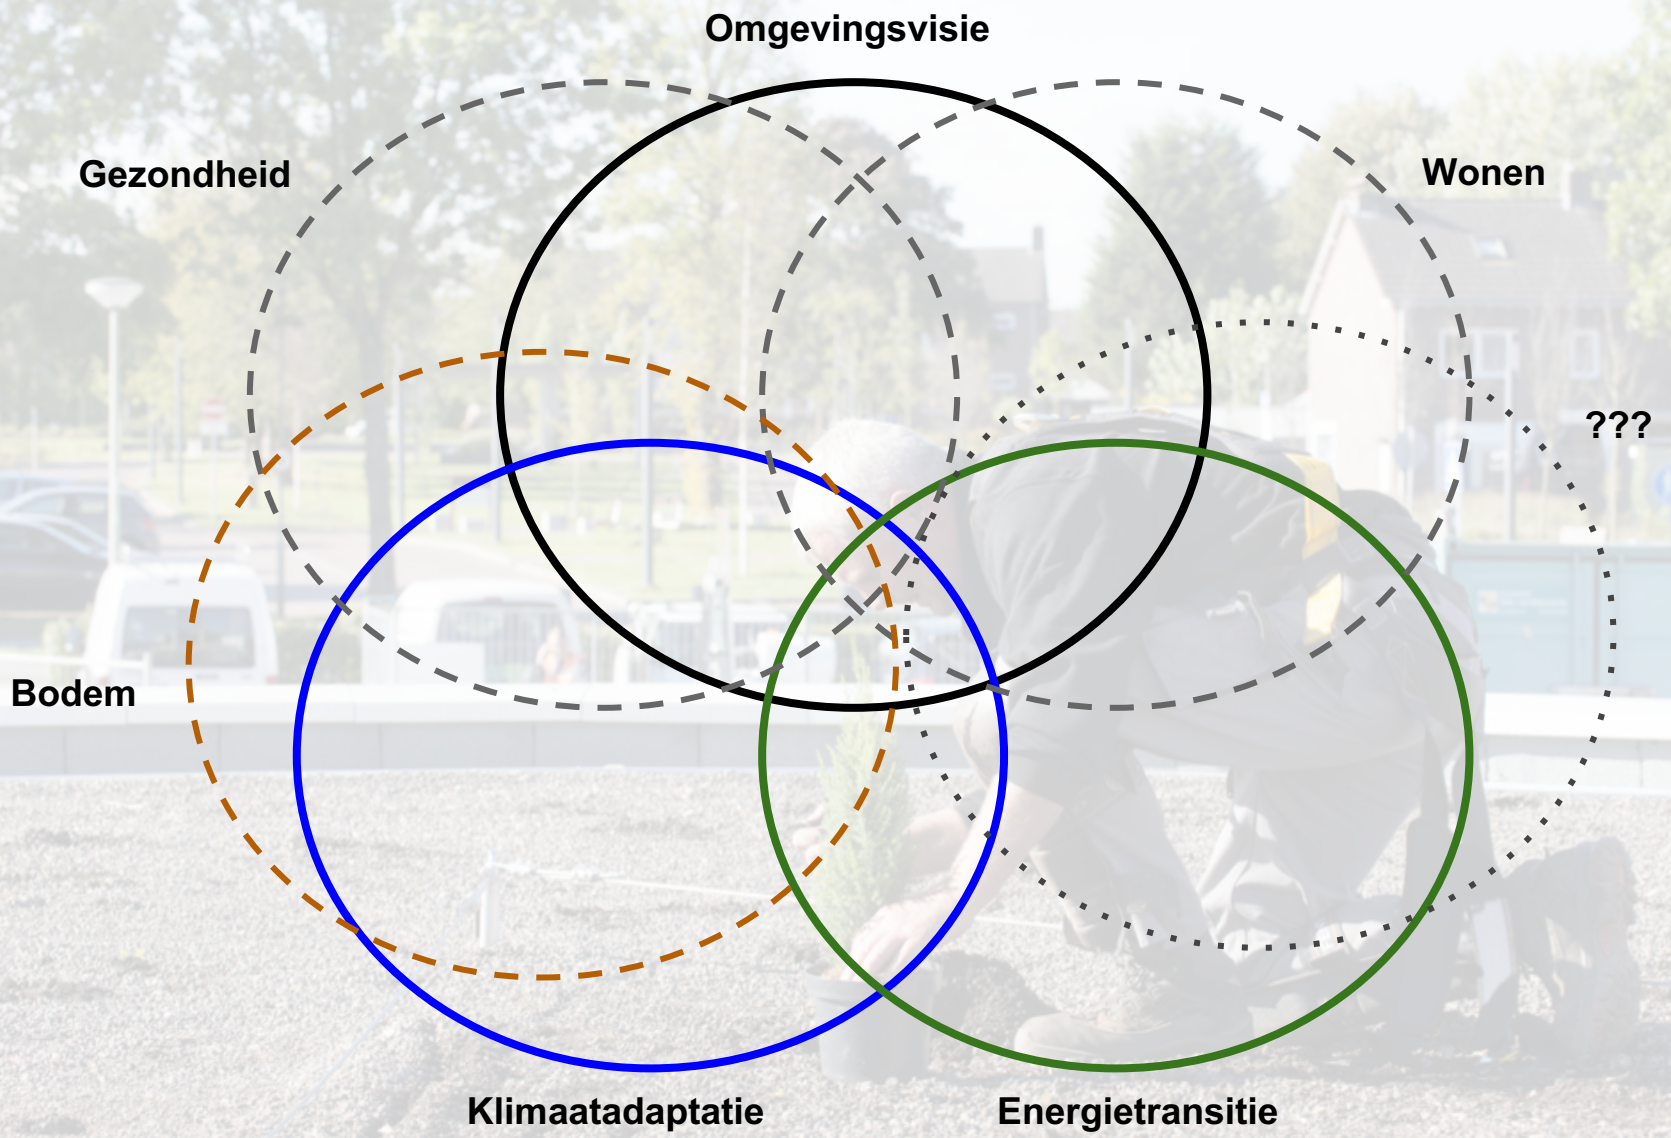 Omgevingsvisie
Gezondheid
Wonen
???
Bodem
Klimaatadaptatie
Energietransitie